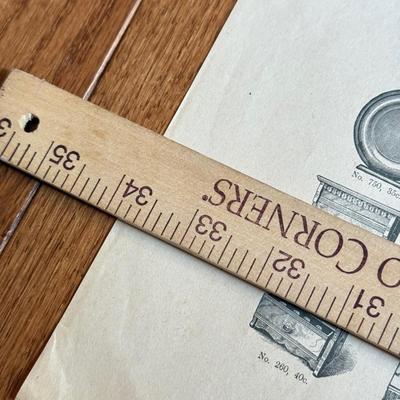 No. 750, 35c
O CORNERS®
35 34 33 32 31
No. 260, 40c.